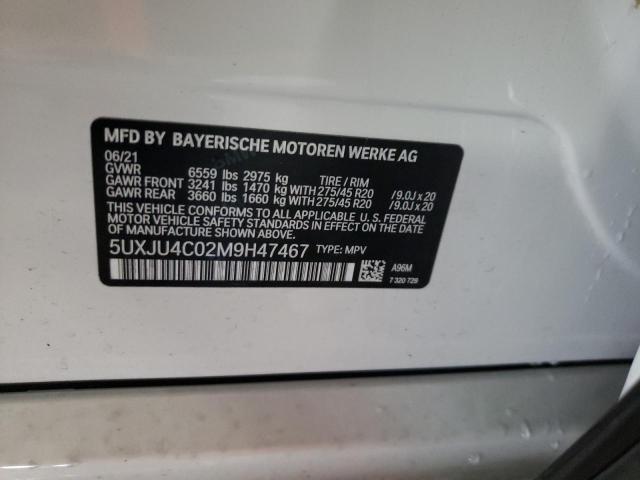 MFD BY BAYERISCHE MOTOREN WERKE AG
06/21
GVWR 6559 lbs 2975 kg TIRE / RIM
GAWR FRONT 3241 lbs 1470 kg WITH 275/45 R20 /9.0J x 20
GAWR REAR 3660 lbs 1660 kg WITH 275/45 R20 /9.0J x 20
THIS VEHICLE CONFORMS TO ALL APPLICABLE U. S. FEDERAL
MOTOR VEHICLE SAFETY STANDARDS IN EFFECT ON THE
DATE OF MANUFACTURE SHOWN ABOVE.
5UXJU4C02M9H47467 TYPE: MPV
A96M
7 320 729